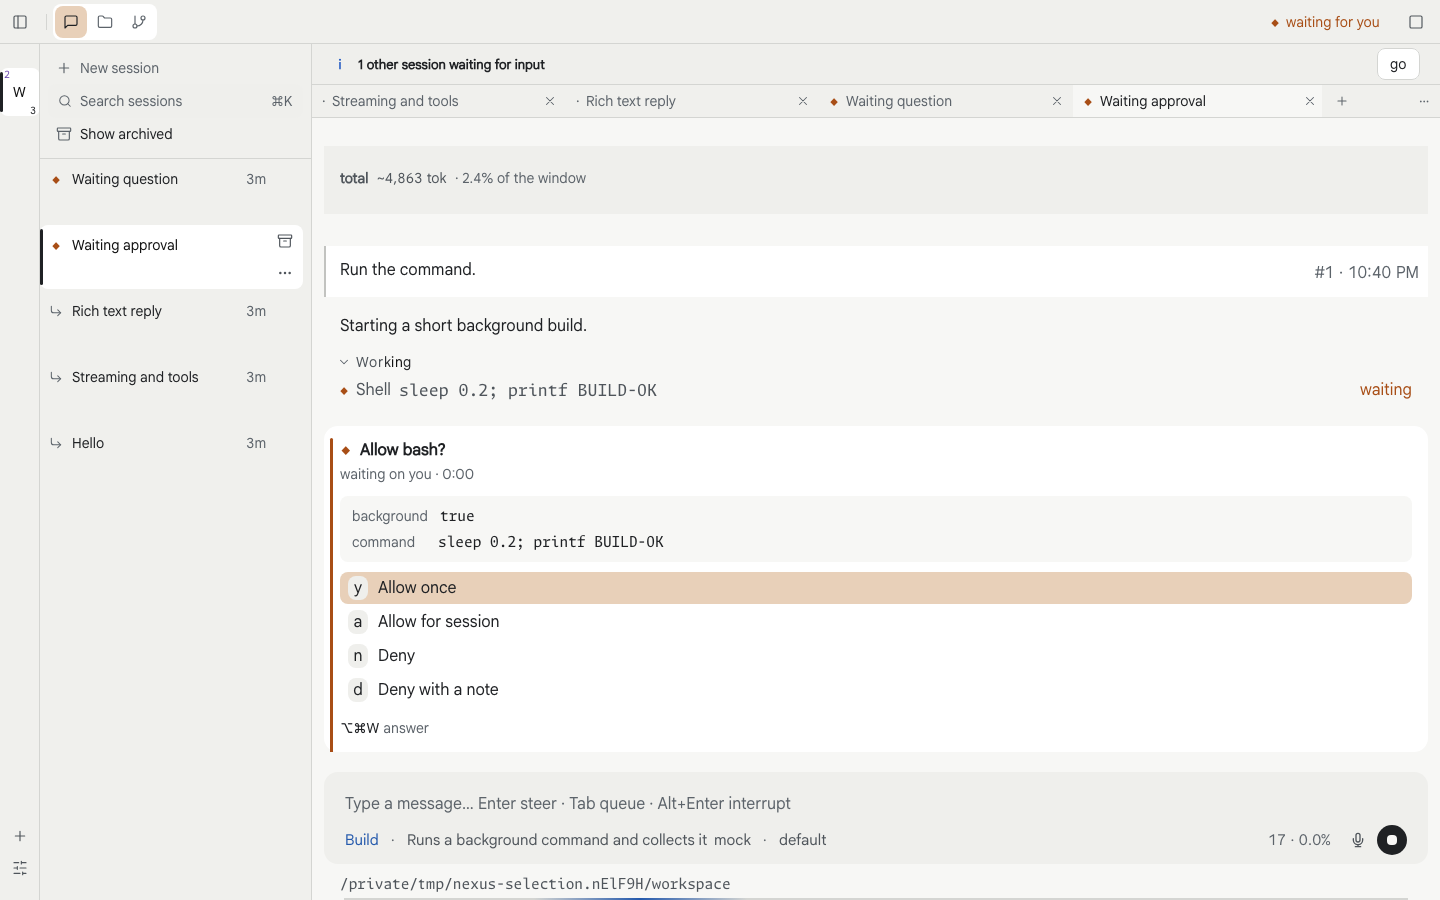 waiting for you
2
W
3
New session
Search sessions ⌘K
Show archived
Waiting question 3m
Waiting approval
Rich text reply 3m
Streaming and tools 3m
Hello 3m
i 1 other session waiting for input go
· Streaming and tools
· Rich text reply
Waiting question
Waiting approval
total ~4,863 tok · 2.4% of the window
Run the command. #1 · 10:40 PM
Starting a short background build.
Working
Shell sleep 0.2; printf BUILD-OK waiting
Allow bash?
waiting on you · 0:00
background true
command sleep 0.2; printf BUILD-OK
y Allow once
a Allow for session
n Deny
d Deny with a note
⌥⌘W answer
Type a message... Enter steer · Tab queue · Alt+Enter interrupt
Build · Runs a background command and collects it mock · default 17 · 0.0%
/private/tmp/nexus-selection.nElF9H/workspace